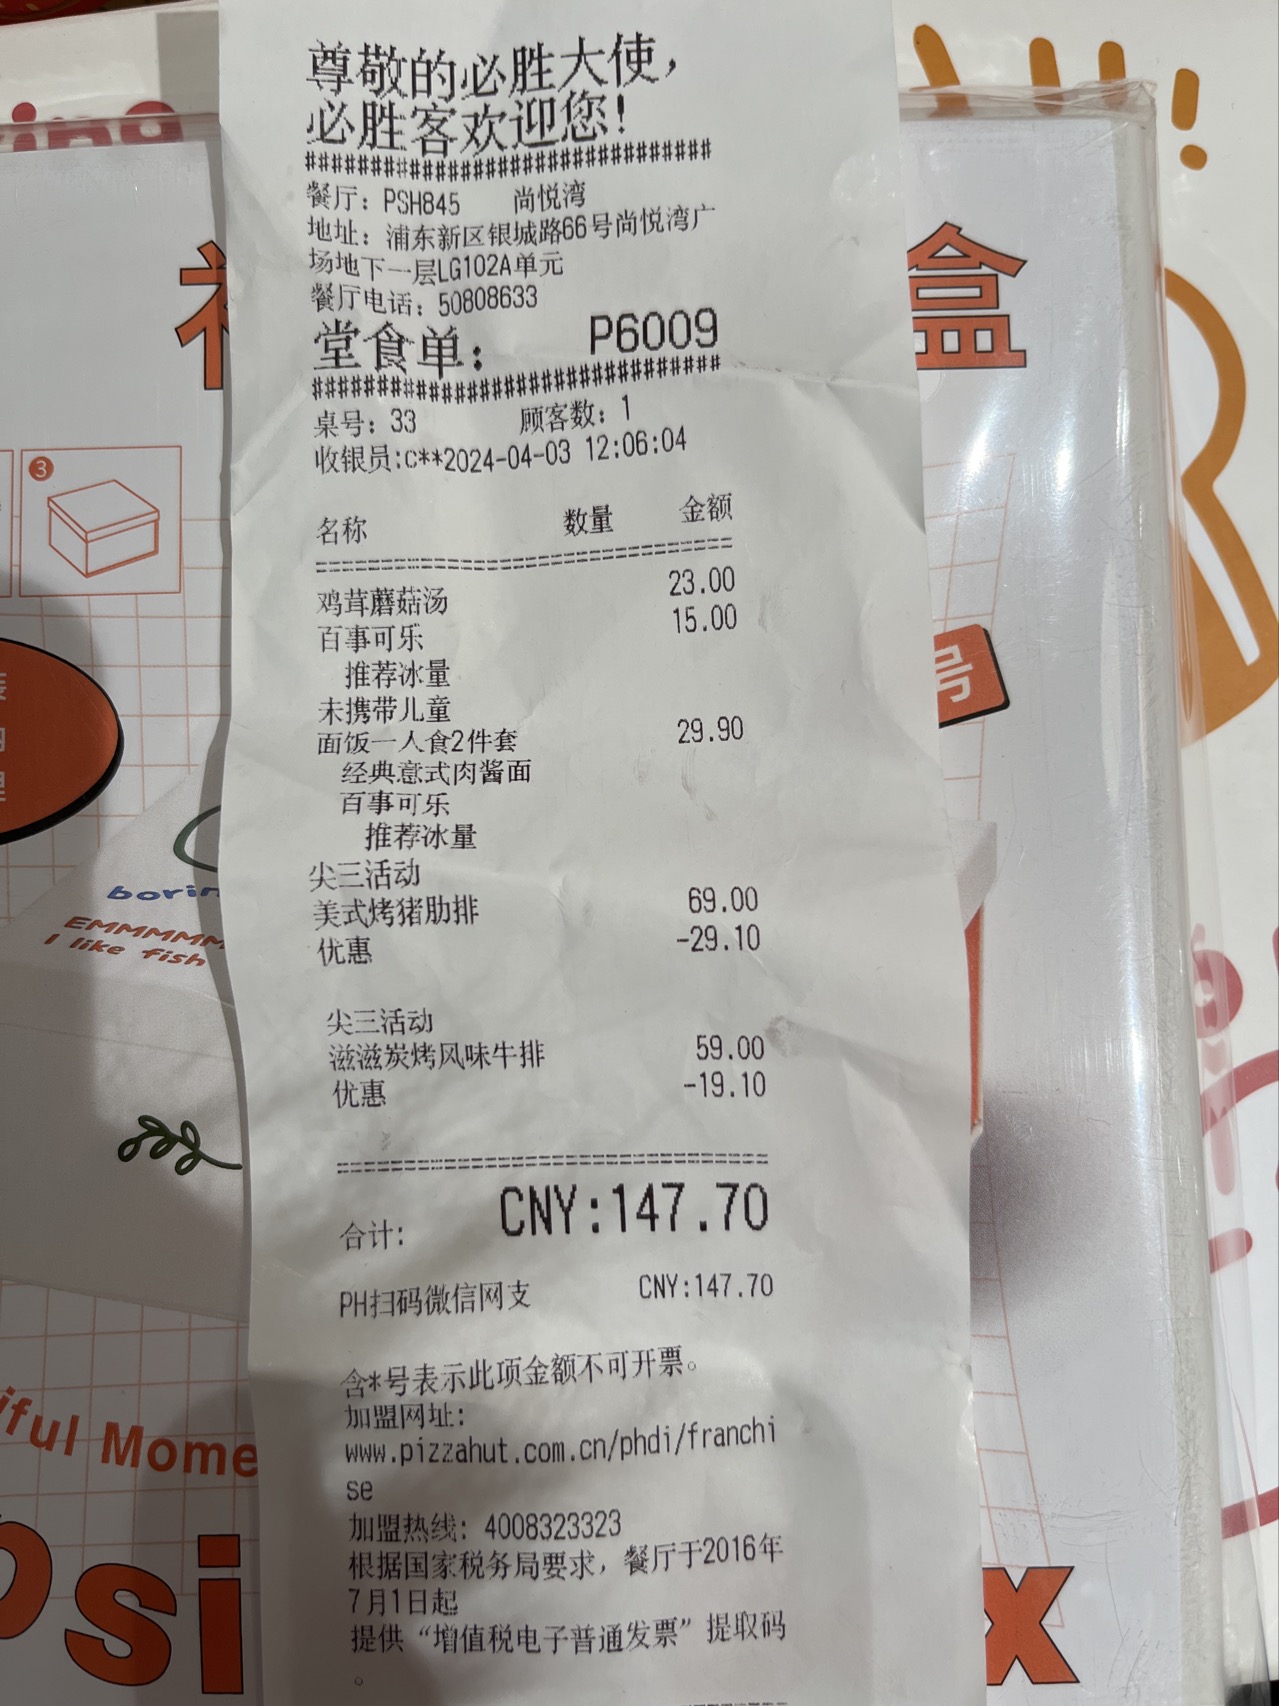 尊敬的必胜大使，
必胜客欢迎您！
######################################
餐厅：PSH845 尚悦湾
地址：浦东新区银城路66号尚悦湾广
场地下一层LG102A单元
餐厅电话：50808633
堂食单： P6009
######################################
桌号：33 顾客数：1
收银员:c**2024-04-03 12:06:04
名称 数量 金额
========================================
鸡茸蘑菇汤 23.00
百事可乐 15.00
推荐冰量
未携带儿童
面饭一人食2件套 29.90
经典意式肉酱面
百事可乐
推荐冰量
尖三活动
美式烤猪肋排 69.00
优惠 -29.10
尖三活动
滋滋炭烤风味牛排 59.00
优惠 -19.10
========================================
合计： CNY:147.70
PH扫码微信网支 CNY:147.70
含*号表示此项金额不可开票。
加盟网址：
www.pizzahut.com.cn/phdi/franchi
se
加盟热线：4008323323
根据国家税务局要求，餐厅于2016年
7月1日起
提供“增值税电子普通发票”提取码
。
盒
3
号
borin
EMMMMMM
I like fish
iful Mome
psi
x